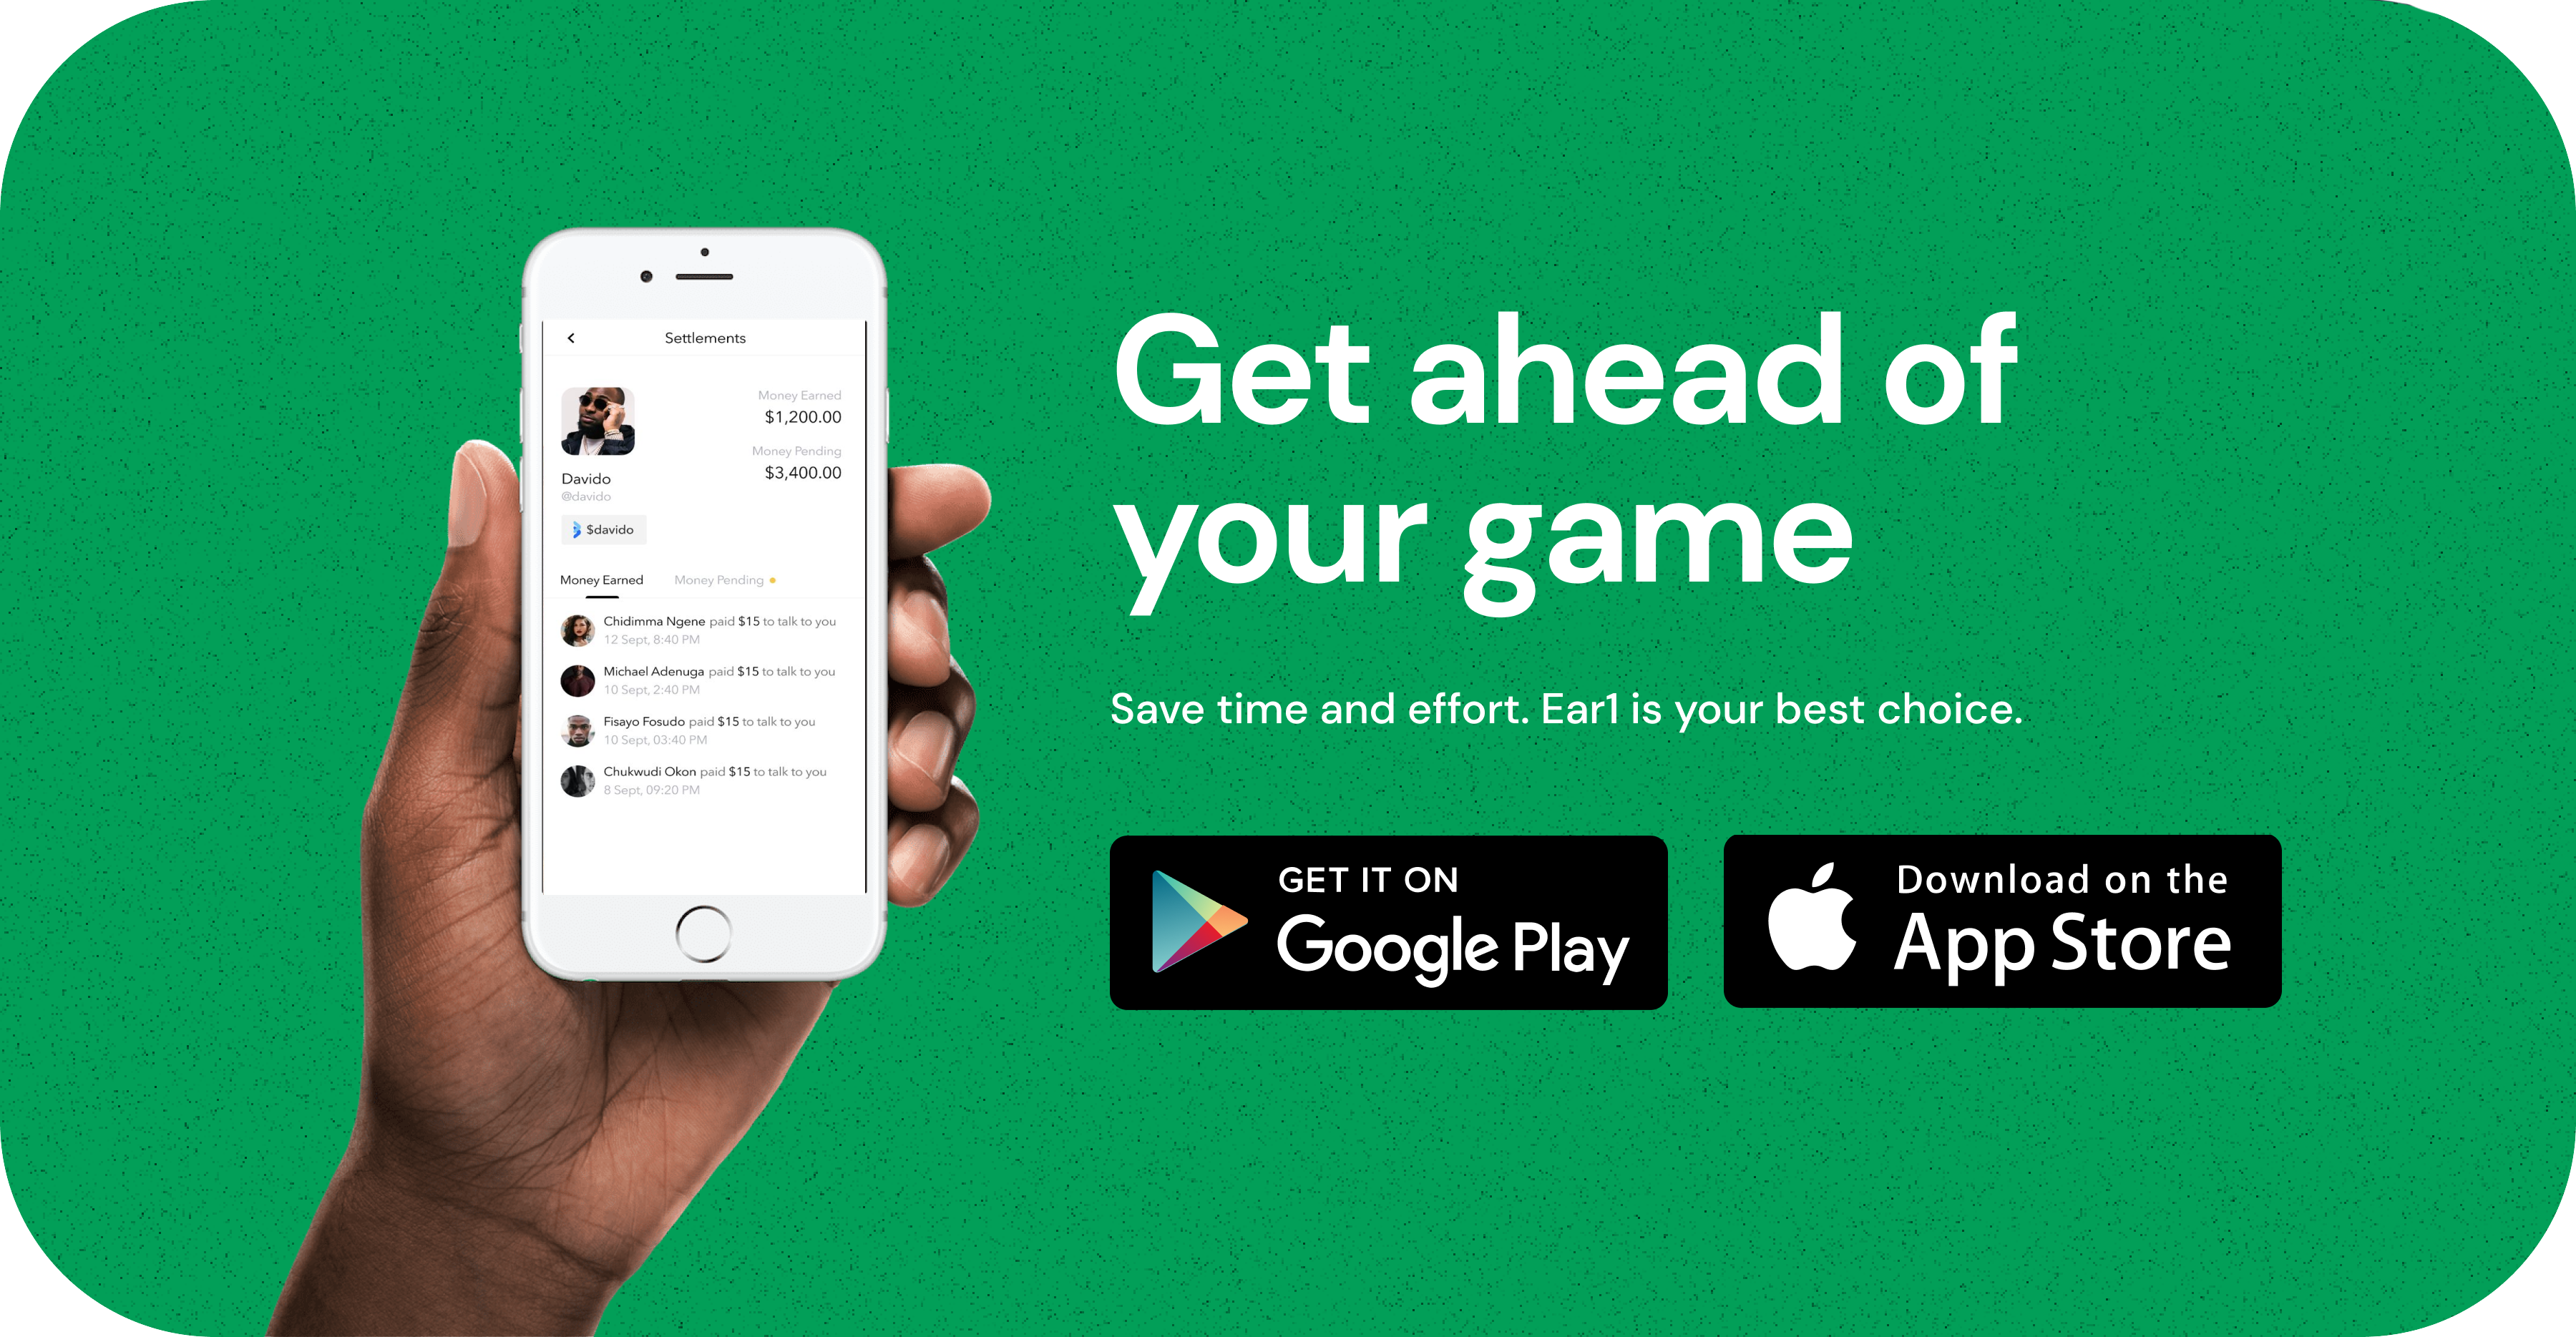 Settlements
Money Earned
$1,200.00
Money Pending
$3,400.00
Davido
@davido
$davido
Money Earned Money Pending
Chidimma Ngene paid $15 to talk to you
12 Sept, 8:40 PM
Michael Adenuga paid $15 to talk to you
10 Sept, 2:40 PM
Fisayo Fosudo paid $15 to talk to you
10 Sept, 03:40 PM
Chukwudi Okon paid $15 to talk to you
8 Sept, 09:20 PM
Get ahead of
your game
Save time and effort. Ear1 is your best choice.
GET IT ON
Google Play
Download on the
App Store